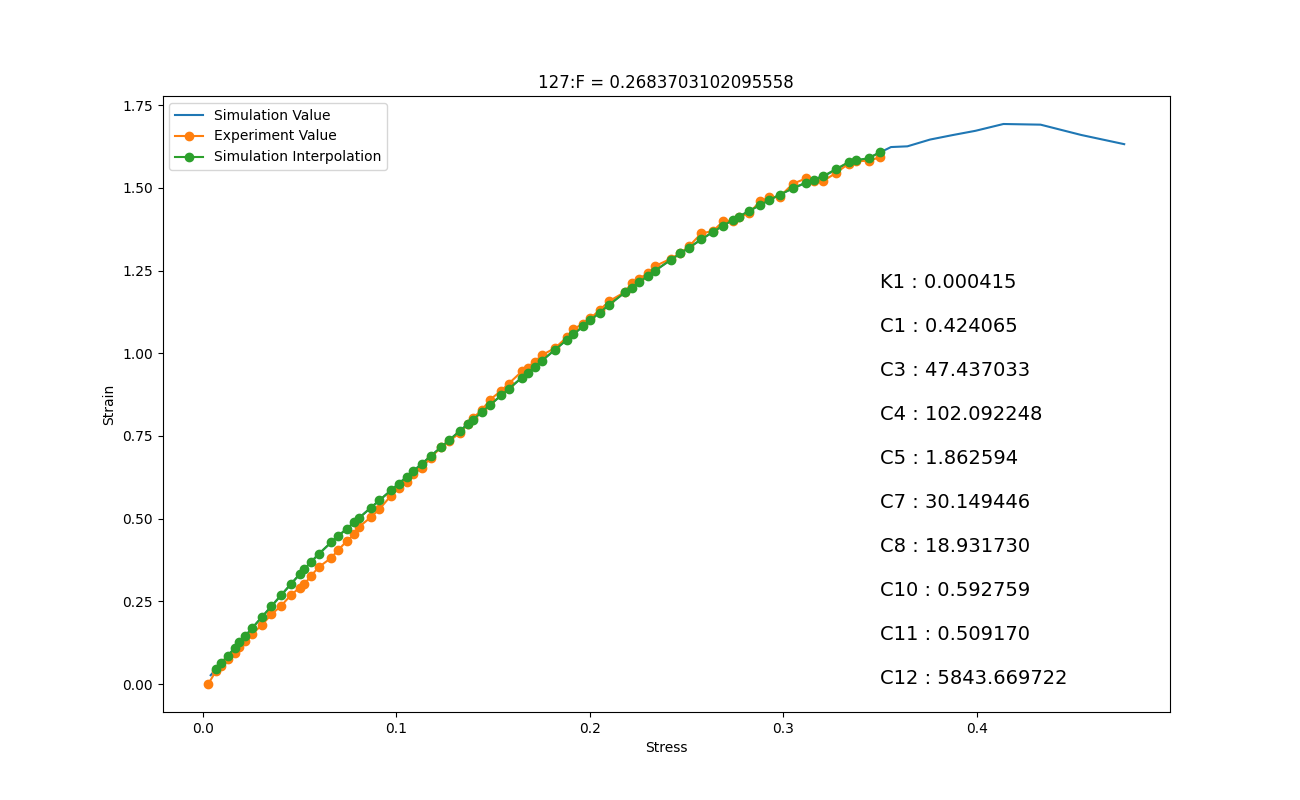 127:F = 0.2683703102095558
Simulation Value
Experiment Value
Simulation Interpolation
1.75
1.50
1.25
1.00
0.75
0.50
0.25
0.00
Strain
K1 : 0.000415
C1 : 0.424065
C3 : 47.437033
C4 : 102.092248
C5 : 1.862594
C7 : 30.149446
C8 : 18.931730
C10 : 0.592759
C11 : 0.509170
C12 : 5843.669722
0.0 0.1 0.2 0.3 0.4
Stress